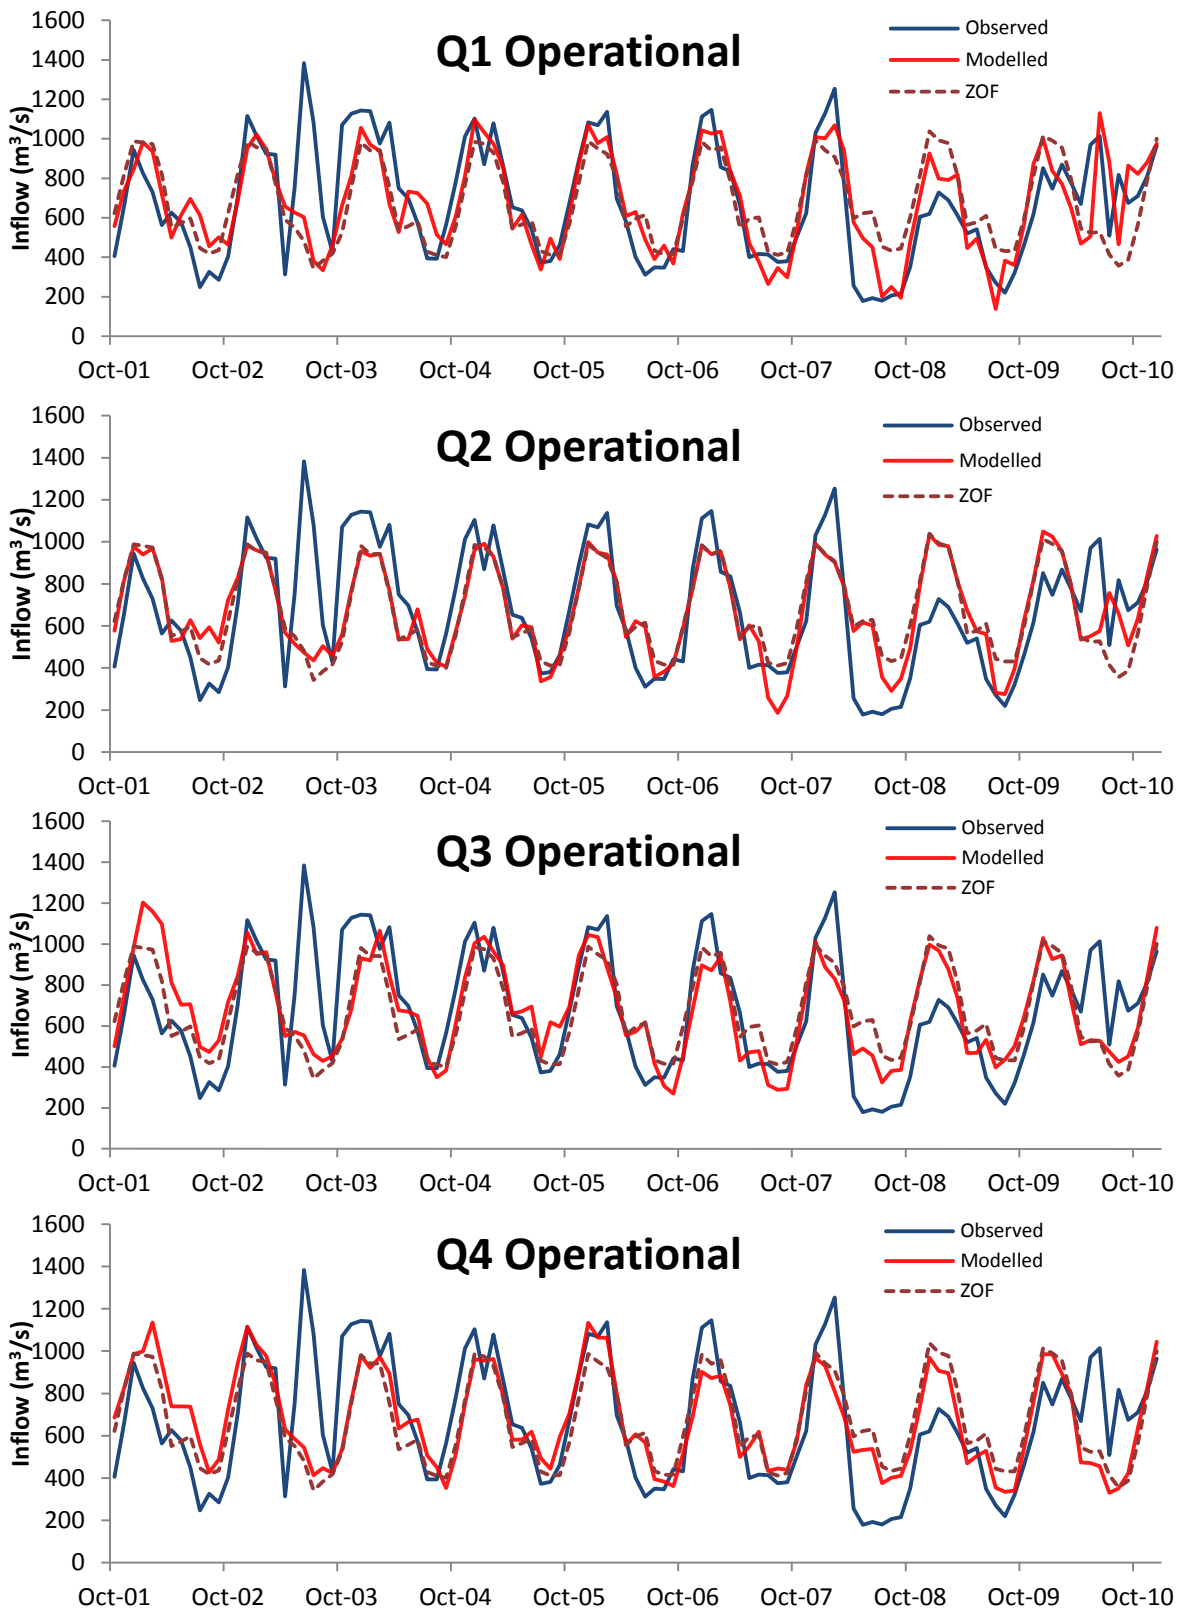 Q1 Operational
Observed
Modelled
ZOF
Inflow (m³/s)
1600
1400
1200
1000
800
600
400
200
0
Oct-01 Oct-02 Oct-03 Oct-04 Oct-05 Oct-06 Oct-07 Oct-08 Oct-09 Oct-10
Q2 Operational
Observed
Modelled
ZOF
Inflow (m³/s)
1600
1400
1200
1000
800
600
400
200
0
Oct-01 Oct-02 Oct-03 Oct-04 Oct-05 Oct-06 Oct-07 Oct-08 Oct-09 Oct-10
Q3 Operational
Observed
Modelled
ZOF
Inflow (m³/s)
1600
1400
1200
1000
800
600
400
200
0
Oct-01 Oct-02 Oct-03 Oct-04 Oct-05 Oct-06 Oct-07 Oct-08 Oct-09 Oct-10
Q4 Operational
Observed
Modelled
ZOF
Inflow (m³/s)
1600
1400
1200
1000
800
600
400
200
0
Oct-01 Oct-02 Oct-03 Oct-04 Oct-05 Oct-06 Oct-07 Oct-08 Oct-09 Oct-10